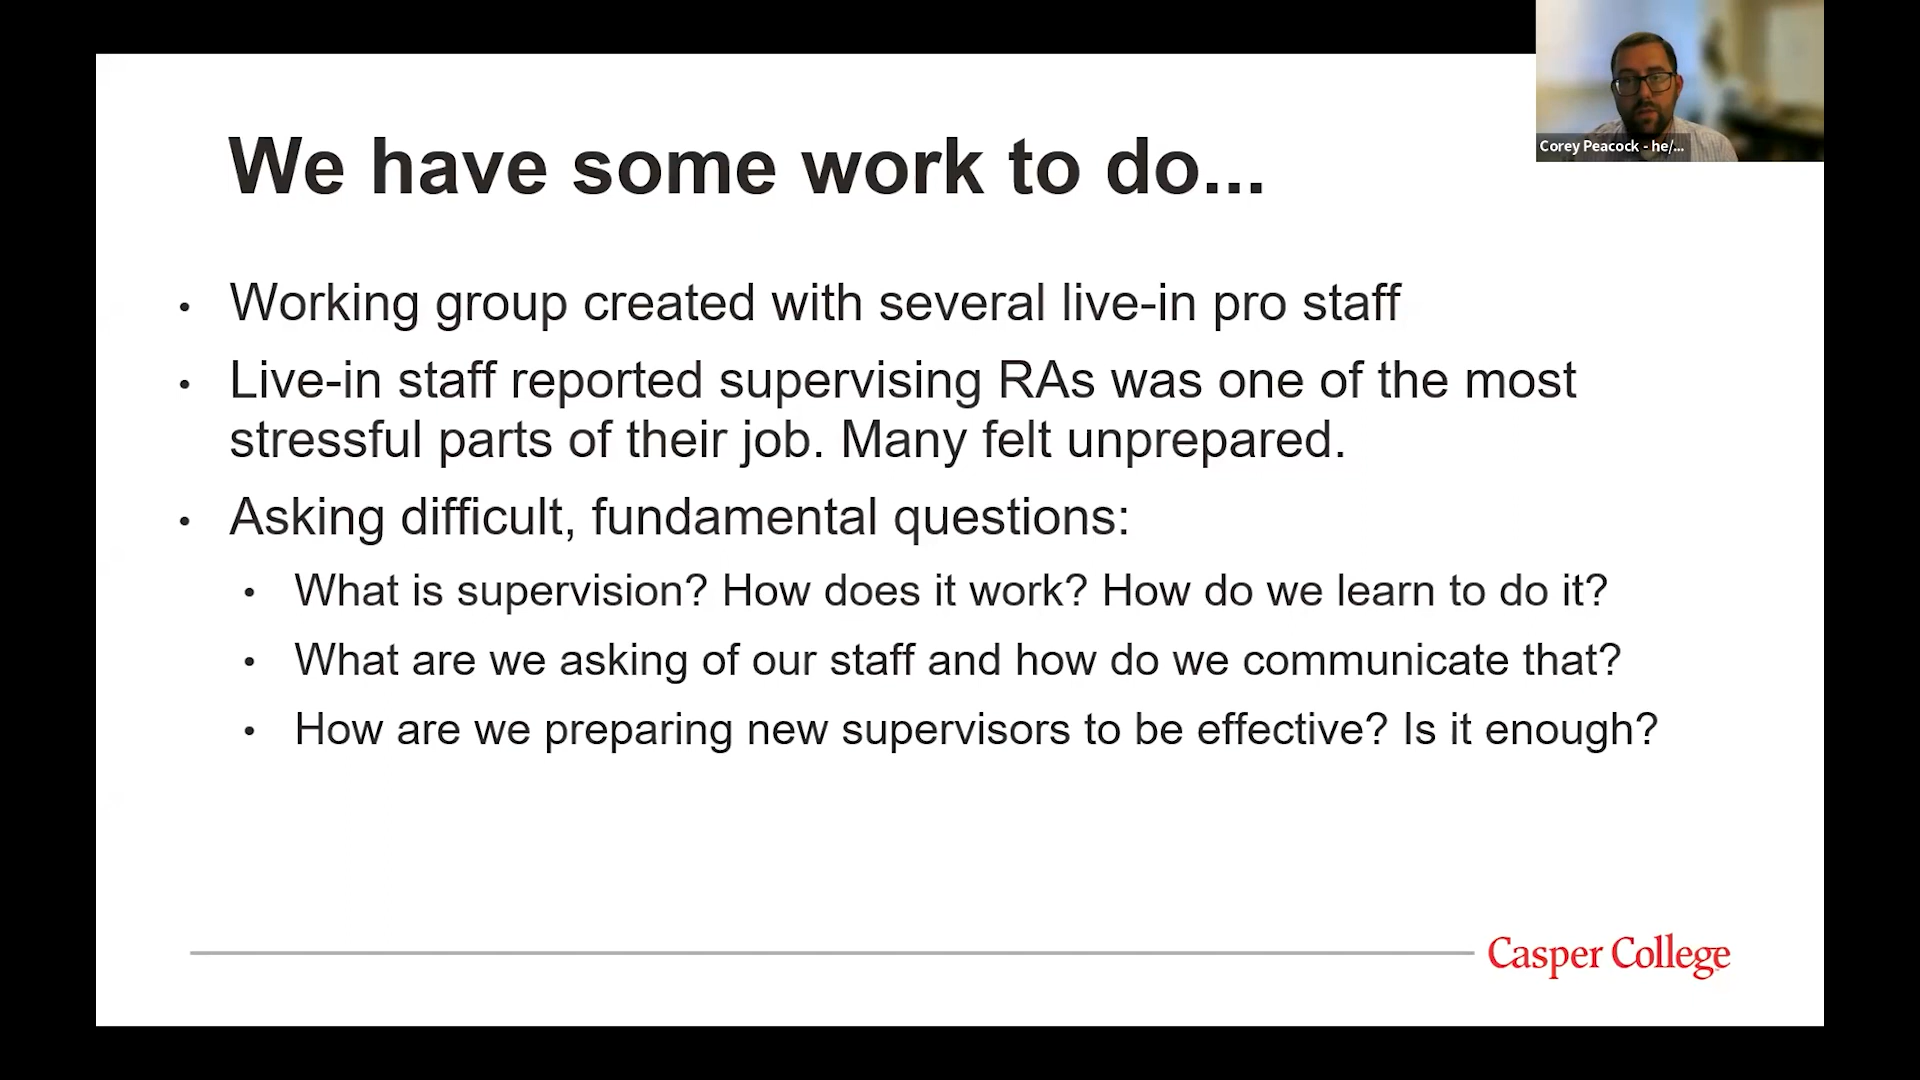 Corey Peacock - he/...
We have some work to do...
• Working group created with several live-in pro staff
• Live-in staff reported supervising RAs was one of the most
stressful parts of their job. Many felt unprepared.
• Asking difficult, fundamental questions:
• What is supervision? How does it work? How do we learn to do it?
• What are we asking of our staff and how do we communicate that?
• How are we preparing new supervisors to be effective? Is it enough?
Casper College